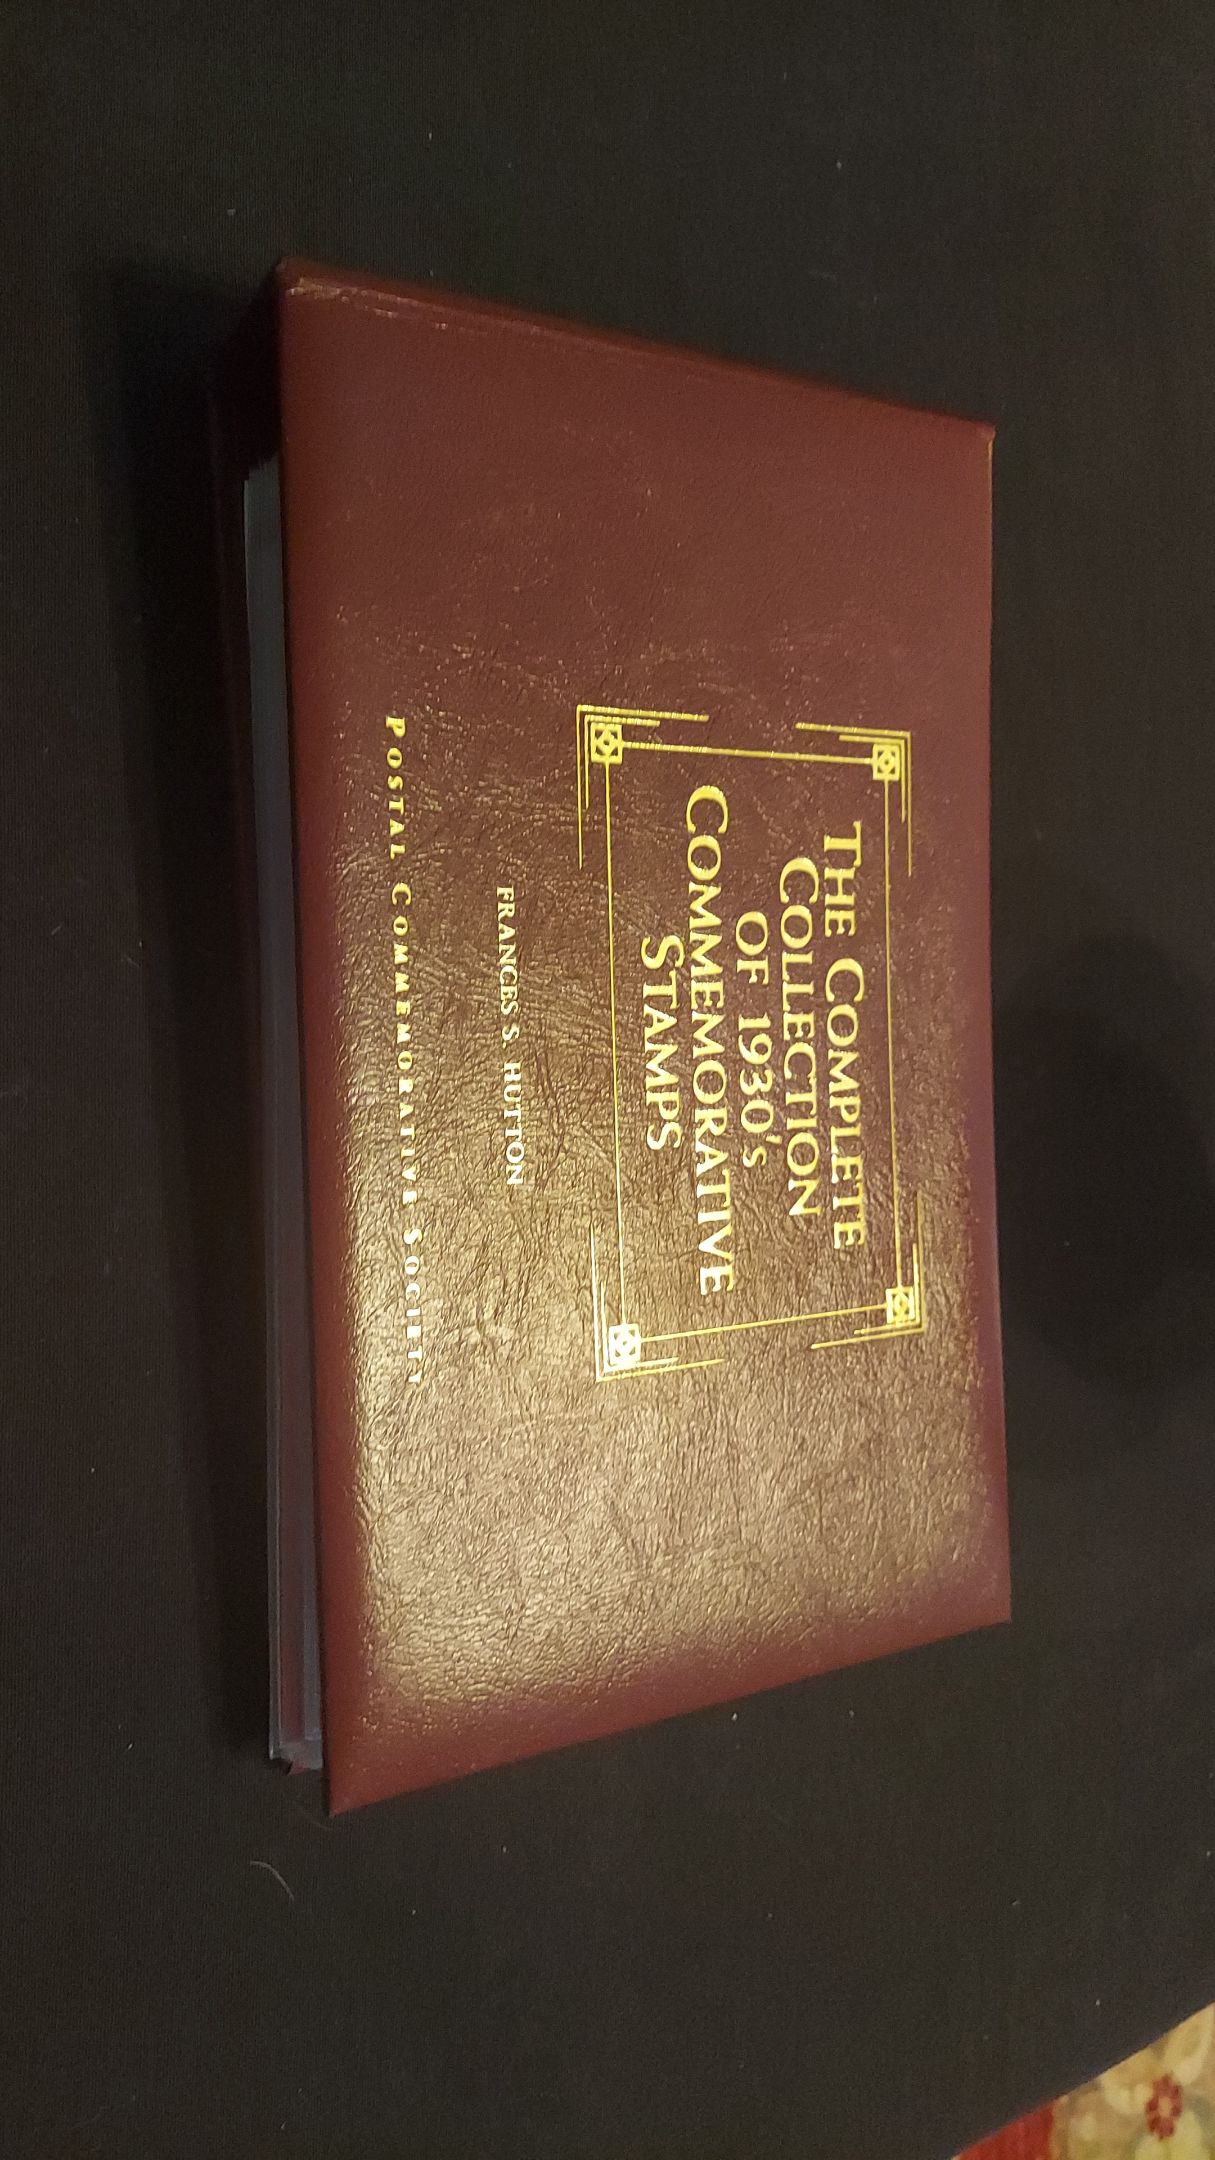 THE COMPLETE
COLLECTION
OF 1930's
COMMEMORATIVE
STAMPS
FRANCES S. HUTTON
POSTAL COMMEMORATIVE SOCIETY